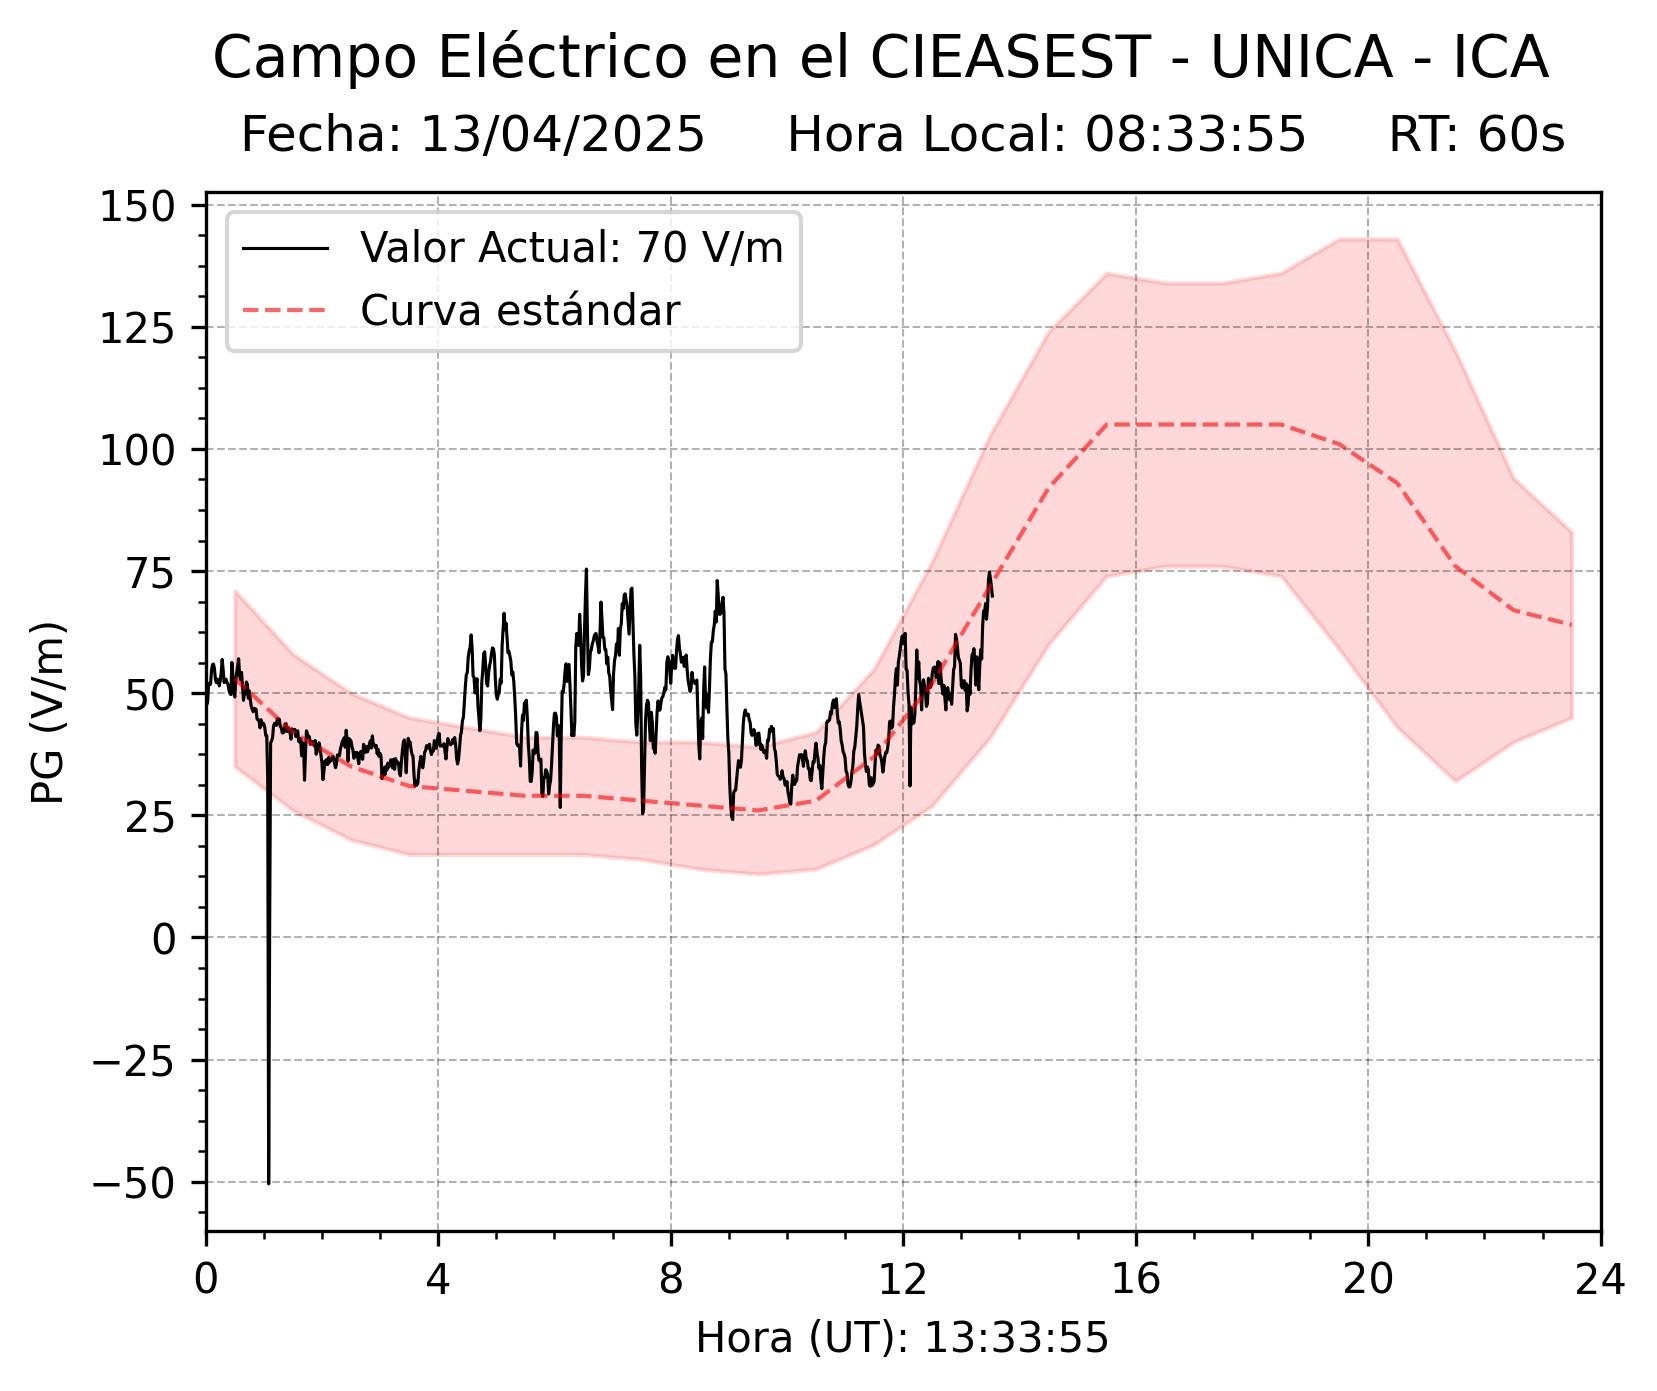 Campo Eléctrico en el CIEASEST - UNICA - ICA
Fecha: 13/04/2025 Hora Local: 08:33:55 RT: 60s
Valor Actual: 70 V/m
Curva estándar
PG (V/m)
150
125
100
75
50
25
0
−25
−50
0 4 8 12 16 20 24
Hora (UT): 13:33:55